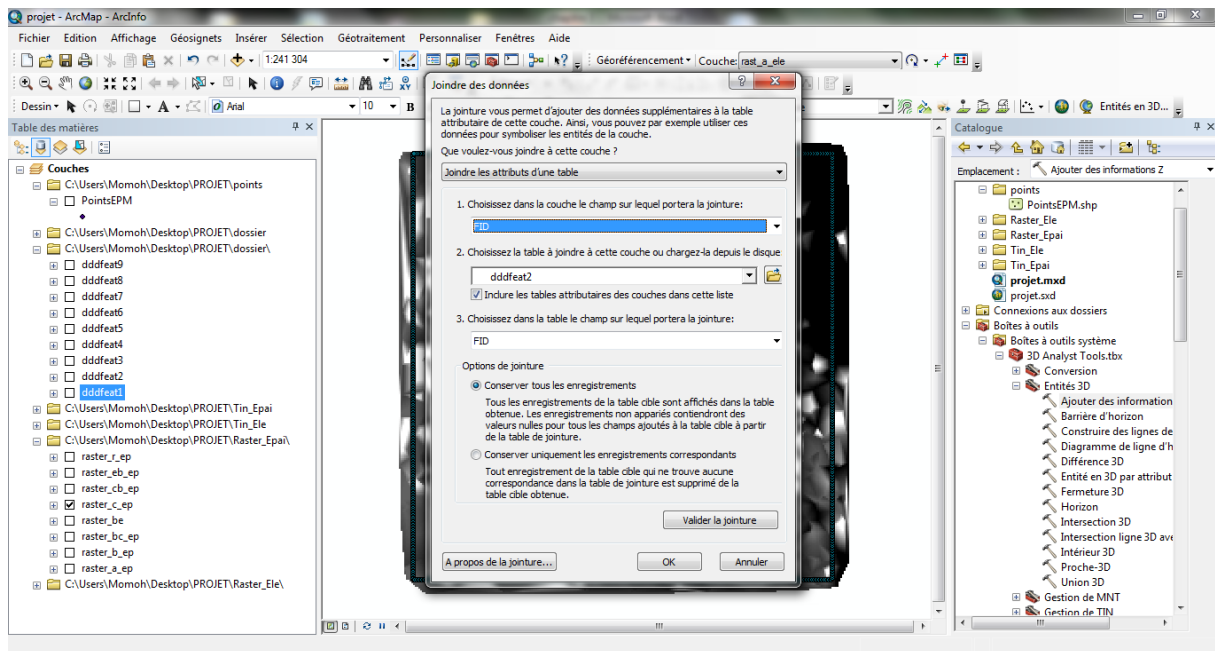 projet - ArcMap - ArcInfo
Fichier Edition Affichage Géosignets Insérer Sélection Géotraitement Personnaliser Fenêtres Aide
1:241 304
Géoréférencement Couche: rast_a_ele
Dessin A Arial 10 B
Entités en 3D...
Table des matières
Couches
C:\Users\Momoh\Desktop\PROJET\points
PointsEPM
C:\Users\Momoh\Desktop\PROJET\dossier
C:\Users\Momoh\Desktop\PROJET\dossier\
dddfeat9
dddfeat8
dddfeat7
dddfeat6
dddfeat5
dddfeat4
dddfeat3
dddfeat2
dddfeat1
C:\Users\Momoh\Desktop\PROJET\Tin_Epai
C:\Users\Momoh\Desktop\PROJET\Tin_Ele
C:\Users\Momoh\Desktop\PROJET\Raster_Epai\
raster_r_ep
raster_eb_ep
raster_cb_ep
raster_c_ep
raster_be
raster_bc_ep
raster_b_ep
raster_a_ep
C:\Users\Momoh\Desktop\PROJET\Raster_Ele\
Joindre des données
La jointure vous permet d'ajouter des données supplémentaires à la table
attributaire de cette couche. Ainsi, vous pouvez par exemple utiliser ces
données pour symboliser les entités de la couche.
Que voulez-vous joindre à cette couche ?
Joindre les attributs d'une table
1. Choisissez dans la couche le champ sur lequel portera la jointure:
FID
2. Choisissez la table à joindre à cette couche ou chargez-la depuis le disque
dddfeat2
Indure les tables attributaires des couches dans cette liste
3. Choisissez dans la table le champ sur lequel portera la jointure:
FID
Options de jointure
Conserver tous les enregistrements
Tous les enregistrements de la table cible sont affichés dans la table
obtenue. Les enregistrements non appariés contiendront des
valeurs nulles pour tous les champs ajoutés à la table cible à partir
de la table de jointure.
Conserver uniquement les enregistrements correspondants
Tout enregistrement de la table cible qui ne trouve aucune
correspondance dans la table de jointure est supprimé de la
table cible obtenue.
Valider la jointure
A propos de la jointure...
OK
Annuler
Catalogue
Emplacement : Ajouter des informations Z
points
PointsEPM.shp
Raster_Ele
Raster_Epai
Tin_Ele
Tin_Epai
projet.mxd
projet.sxd
Connexions aux dossiers
Boîtes à outils
Boîtes à outils système
3D Analyst Tools.tbx
Conversion
Entités 3D
Ajouter des information
Barrière d'horizon
Construire des lignes de
Diagramme de ligne d'h
Différence 3D
Entité en 3D par attribut
Fermeture 3D
Horizon
Intersection 3D
Intersection ligne 3D ave
Intérieur 3D
Proche-3D
Union 3D
Gestion de MNT
Gestion de TIN